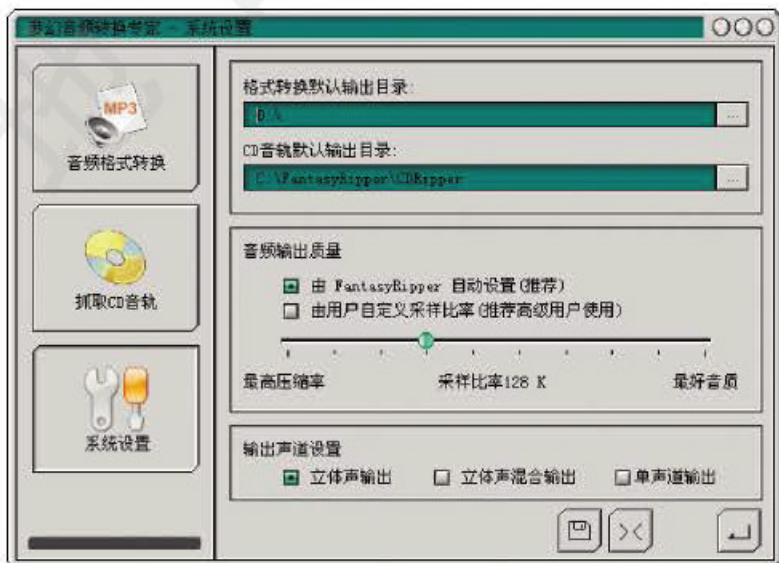 梦幻音频转换专家 - 系统设置
MP3
音频格式转换
抓取CD音轨
系统设置
格式转换默认输出目录:
D:\
...
CD音轨默认输出目录:
C:\FantasyRipper\CDRipper
...
音频输出质量
由 FantasyRipper 自动设置(推荐)
由用户自定义采样比率(推荐高级用户使用)
最高压缩率 采样比率128 K 最好音质
输出声道设置
立体声输出 立体声混合输出 单声道输出